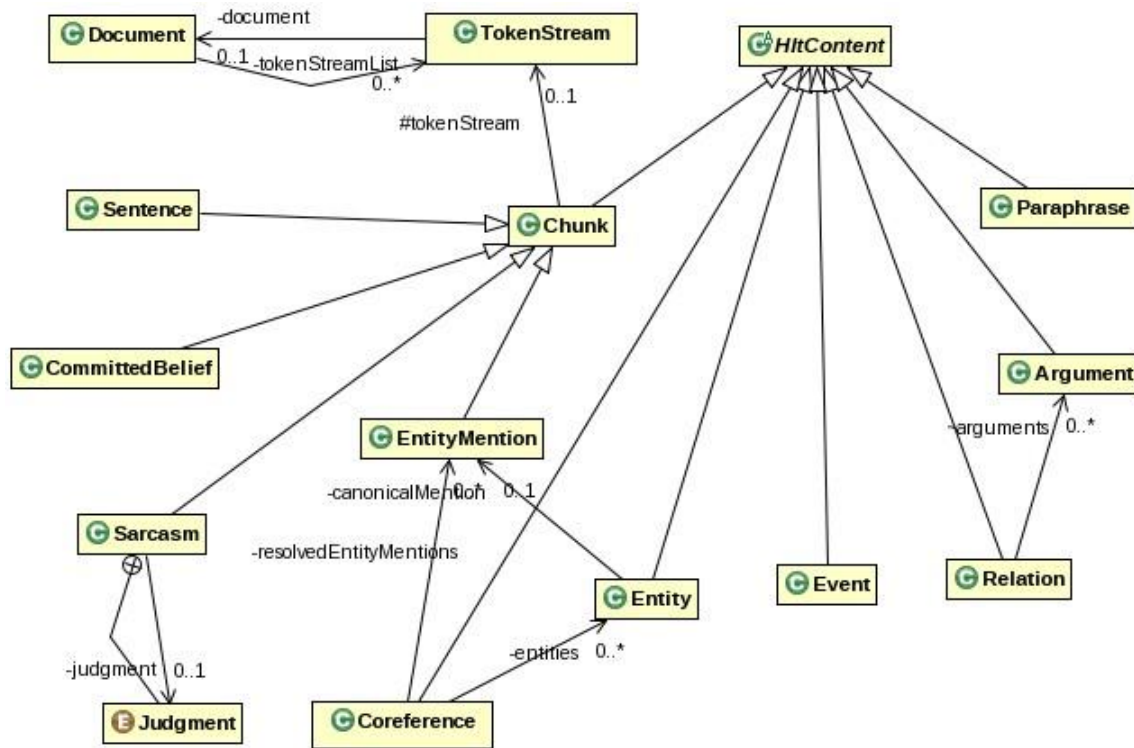 -document
Document
TokenStream
HltContent
0..1
-tokenStreamList
0..*
0..1
#tokenStream
Sentence
Chunk
Paraphrase
CommittedBelief
Argument
EntityMention
-arguments
0..*
-canonicalMention
0..*
0..1
Sarcasm
-resolvedEntityMentions
Entity
Event
Relation
-judgment
0..1
-entities
0..*
Judgment
Coreference